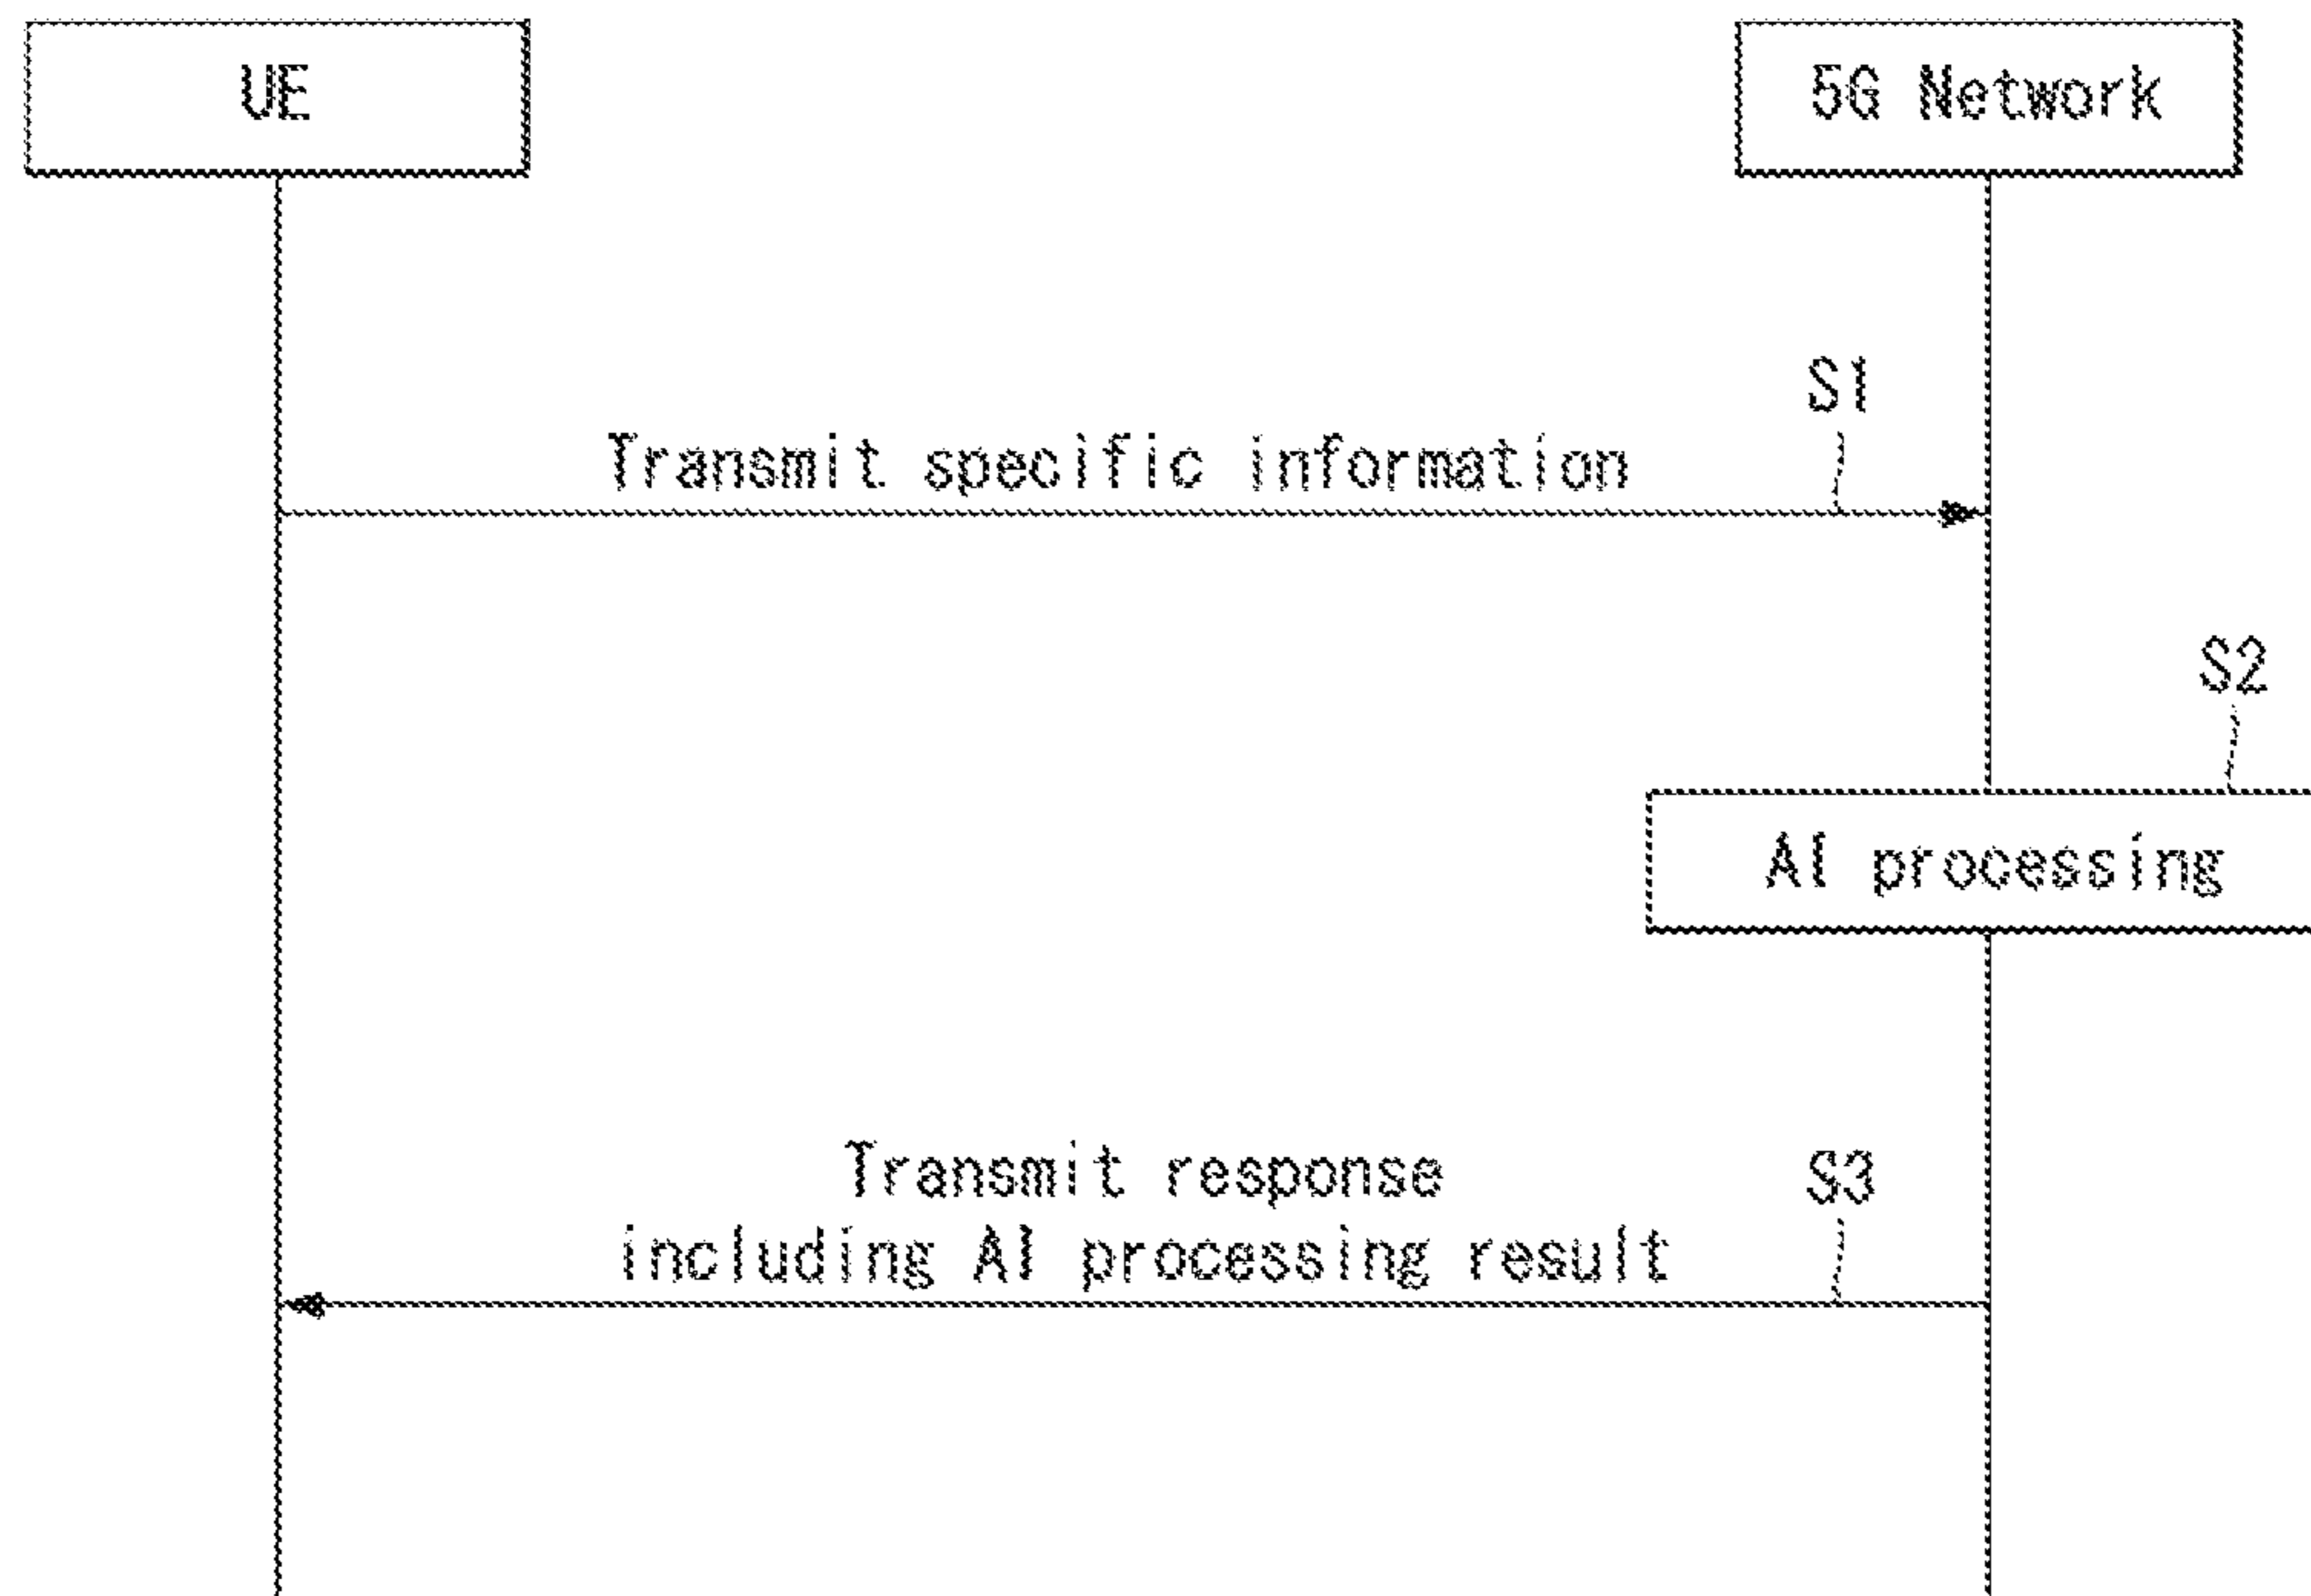 UE
5G Network
S1
Transmit specific information
S2
AI processing
Transmit response
S3
including AI processing result